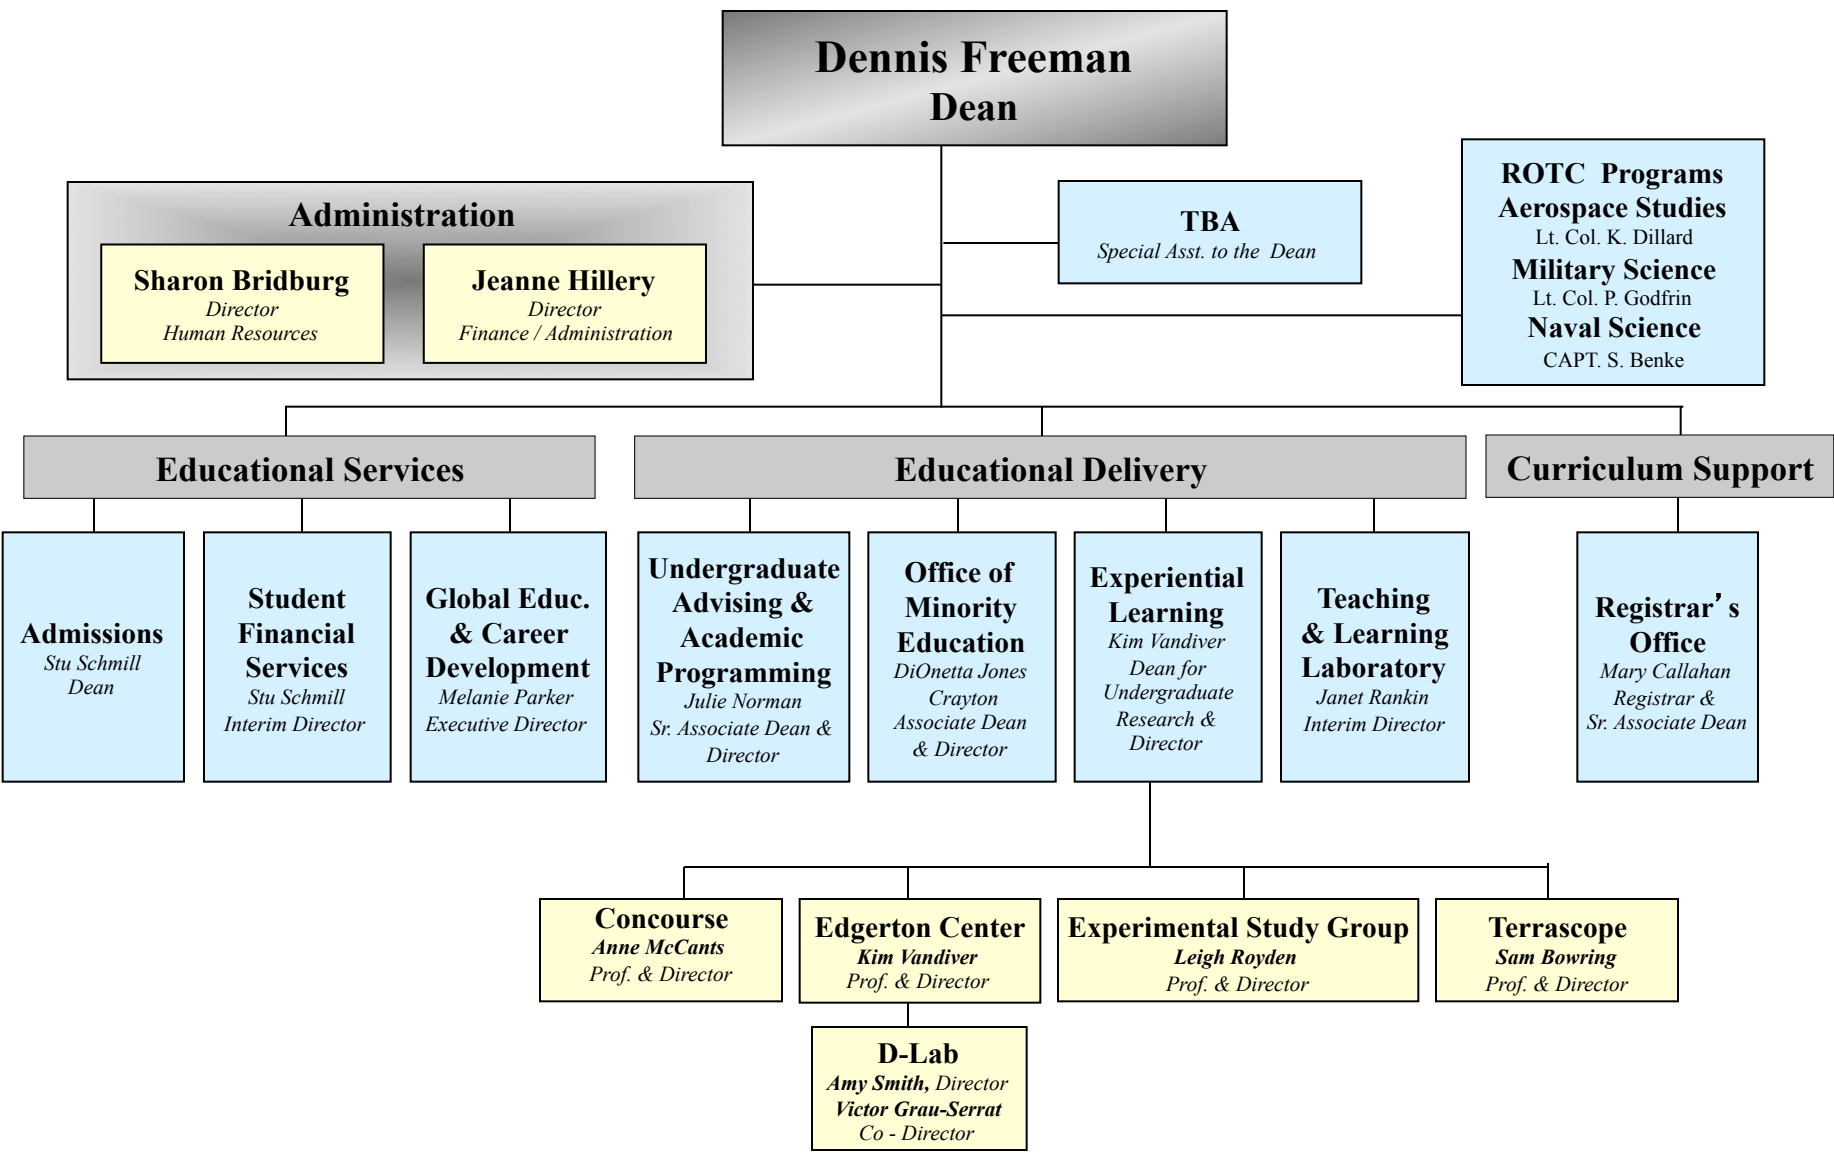 Dennis Freeman
Dean
Administration
Sharon Bridburg
Director
Human Resources
Jeanne Hillery
Director
Finance / Administration
TBA
Special Asst. to the Dean
ROTC Programs
Aerospace Studies
Lt. Col. K. Dillard
Military Science
Lt. Col. P. Godfrin
Naval Science
CAPT. S. Benke
Educational Services
Educational Delivery
Curriculum Support
Admissions
Stu Schmill
Dean
Student
Financial
Services
Stu Schmill
Interim Director
Global Educ.
& Career
Development
Melanie Parker
Executive Director
Undergraduate
Advising &
Academic
Programming
Julie Norman
Sr. Associate Dean &
Director
Office of
Minority
Education
DiOnetta Jones
Crayton
Associate Dean
& Director
Experiential
Learning
Kim Vandiver
Dean for
Undergraduate
Research &
Director
Teaching
& Learning
Laboratory
Janet Rankin
Interim Director
Registrar’s
Office
Mary Callahan
Registrar &
Sr. Associate Dean
Concourse
Anne McCants
Prof. & Director
Edgerton Center
Kim Vandiver
Prof. & Director
Experimental Study Group
Leigh Royden
Prof. & Director
Terrascope
Sam Bowring
Prof. & Director
D-Lab
Amy Smith, Director
Victor Grau-Serrat
Co - Director